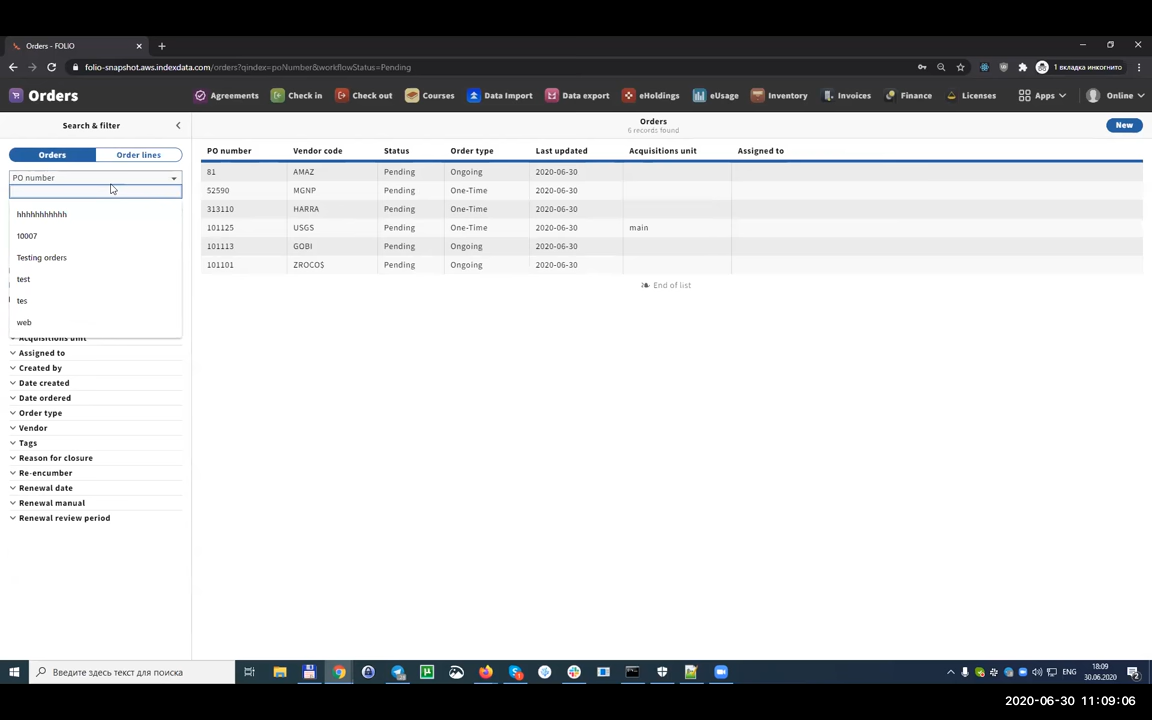 Orders - FOLIO
folio-snapshot.aws.indexdata.com/orders?qindex=poNumber&workflowStatus=Pending
1 вкладка инкогнито
Orders
Agreements
Check in
Check out
Courses
Data Import
Data export
eHoldings
eUsage
Inventory
Invoices
Finance
Licenses
Apps
Online
Search & filter
Orders
6 records found
New
Orders
Order lines
PO number
hhhhhhhhhhh
10007
Testing orders
test
tes
web
Acquisitions unit
Assigned to
Created by
Date created
Date ordered
Order type
Vendor
Tags
Reason for closure
Re-encumber
Renewal date
Renewal manual
Renewal review period
PO number Vendor code Status Order type Last updated Acquisitions unit Assigned to
81 AMAZ Pending Ongoing 2020-06-30
52590 MGNP Pending One-Time 2020-06-30
313110 HARRA Pending One-Time 2020-06-30
101125 USGS Pending One-Time 2020-06-30 main
101113 GOBI Pending Ongoing 2020-06-30
101101 ZROCO$ Pending Ongoing 2020-06-30
End of list
Введите здесь текст для поиска
ENG
18:09
30.06.2020
2020-06-30 11:09:06